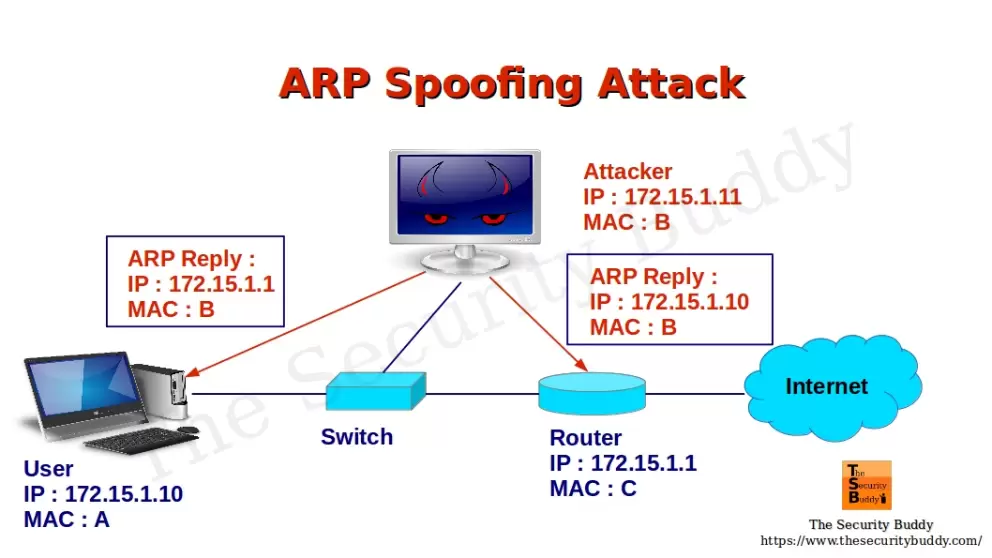 ARP Spoofing Attack
Attacker
IP : 172.15.1.11
MAC : B
ARP Reply :
IP : 172.15.1.1
MAC : B
ARP Reply :
IP : 172.15.1.10
MAC : B
Internet
Switch
Router
IP : 172.15.1.1
MAC : C
User
IP : 172.15.1.10
MAC : A
The Security Buddy
The
Security
Buddy
The Security Buddy
https://www.thesecuritybuddy.com/